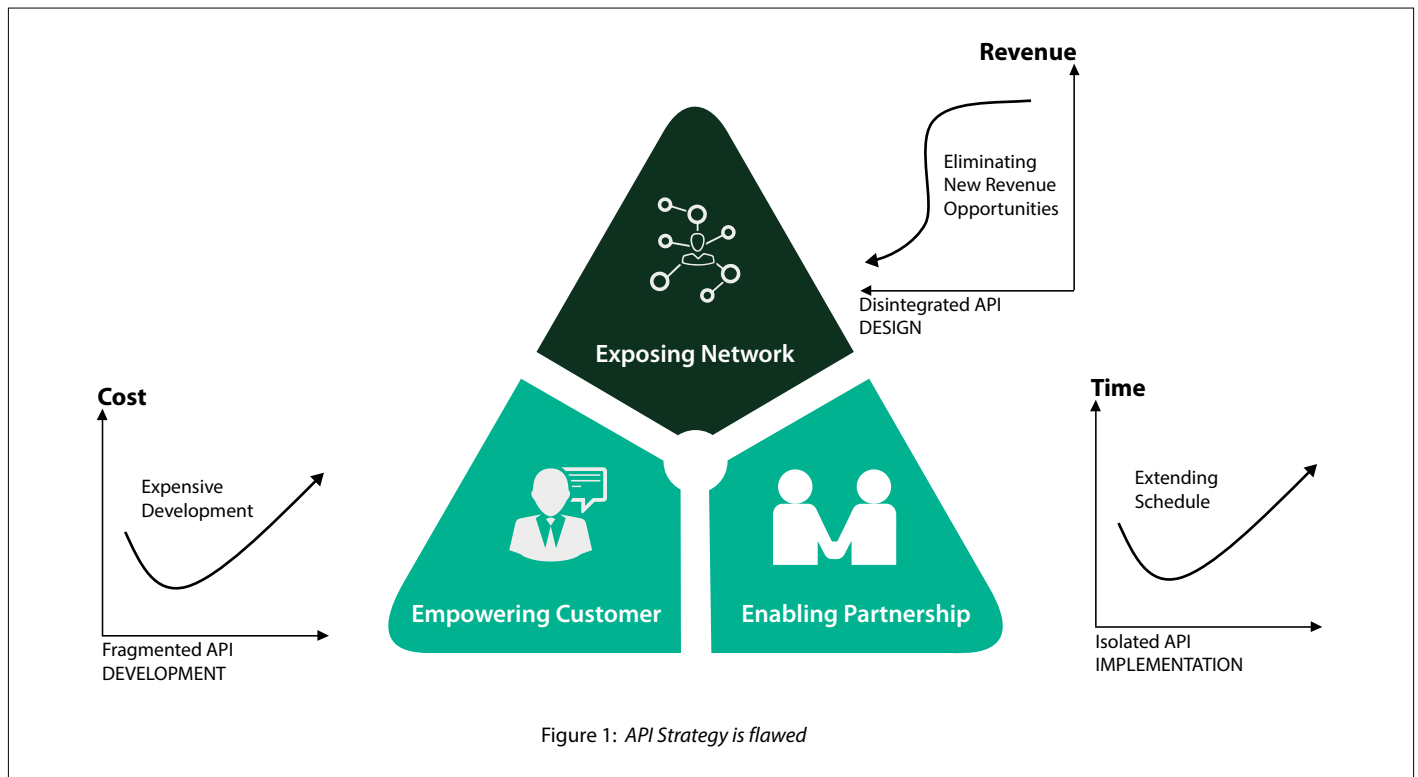 Revenue
Eliminating
New Revenue
Opportunities
Disintegrated API
DESIGN
Exposing Network
Cost
Expensive
Development
Fragmented API
DEVELOPMENT
Empowering Customer
Enabling Partnership
Time
Extending
Schedule
Isolated API
IMPLEMENTATION
Figure 1: API Strategy is flawed